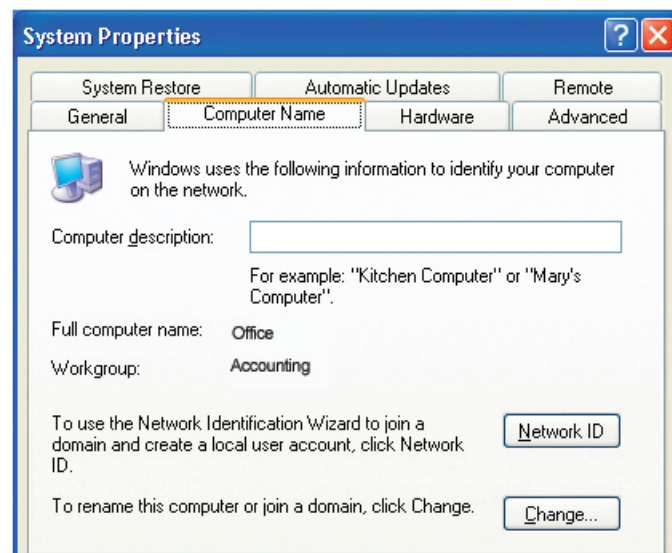 System Properties
System Restore Automatic Updates Remote
General Computer Name Hardware Advanced
Windows uses the following information to identify your computer
on the network.
Computer description:
For example: "Kitchen Computer" or "Mary's
Computer".
Full computer name: Office
Workgroup: Accounting
To use the Network Identification Wizard to join a
domain and create a local user account, click Network
ID.
Network ID
To rename this computer or join a domain, click Change.
Change...